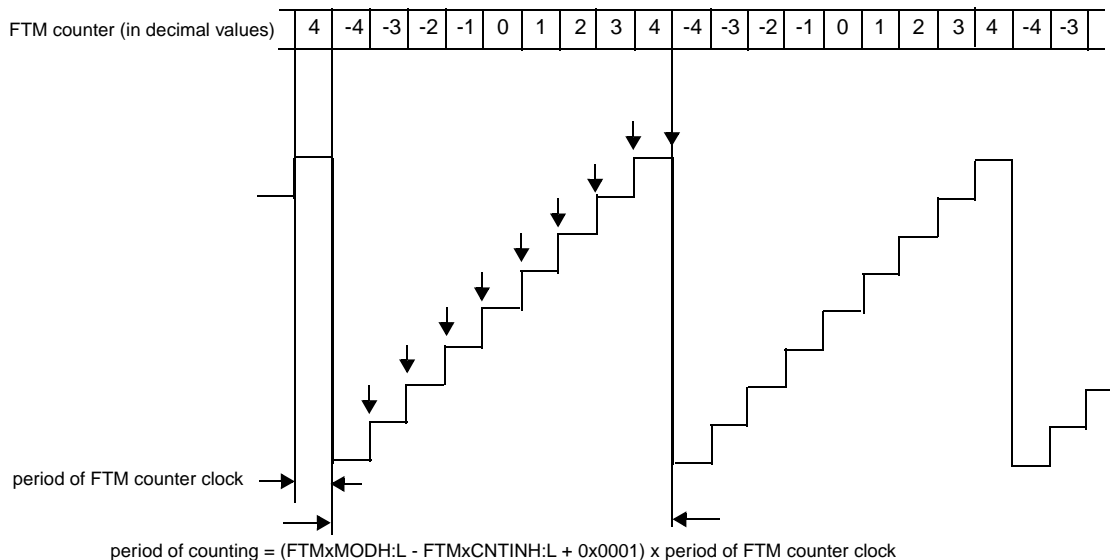 FTM counter (in decimal values) 4 -4 -3 -2 -1 0 1 2 3 4 -4 -3 -2 -1 0 1 2 3 4 -4 -3
period of FTM counter clock
period of counting = (FTMxMODH:L - FTMxCNTINH:L + 0x0001) x period of FTM counter clock